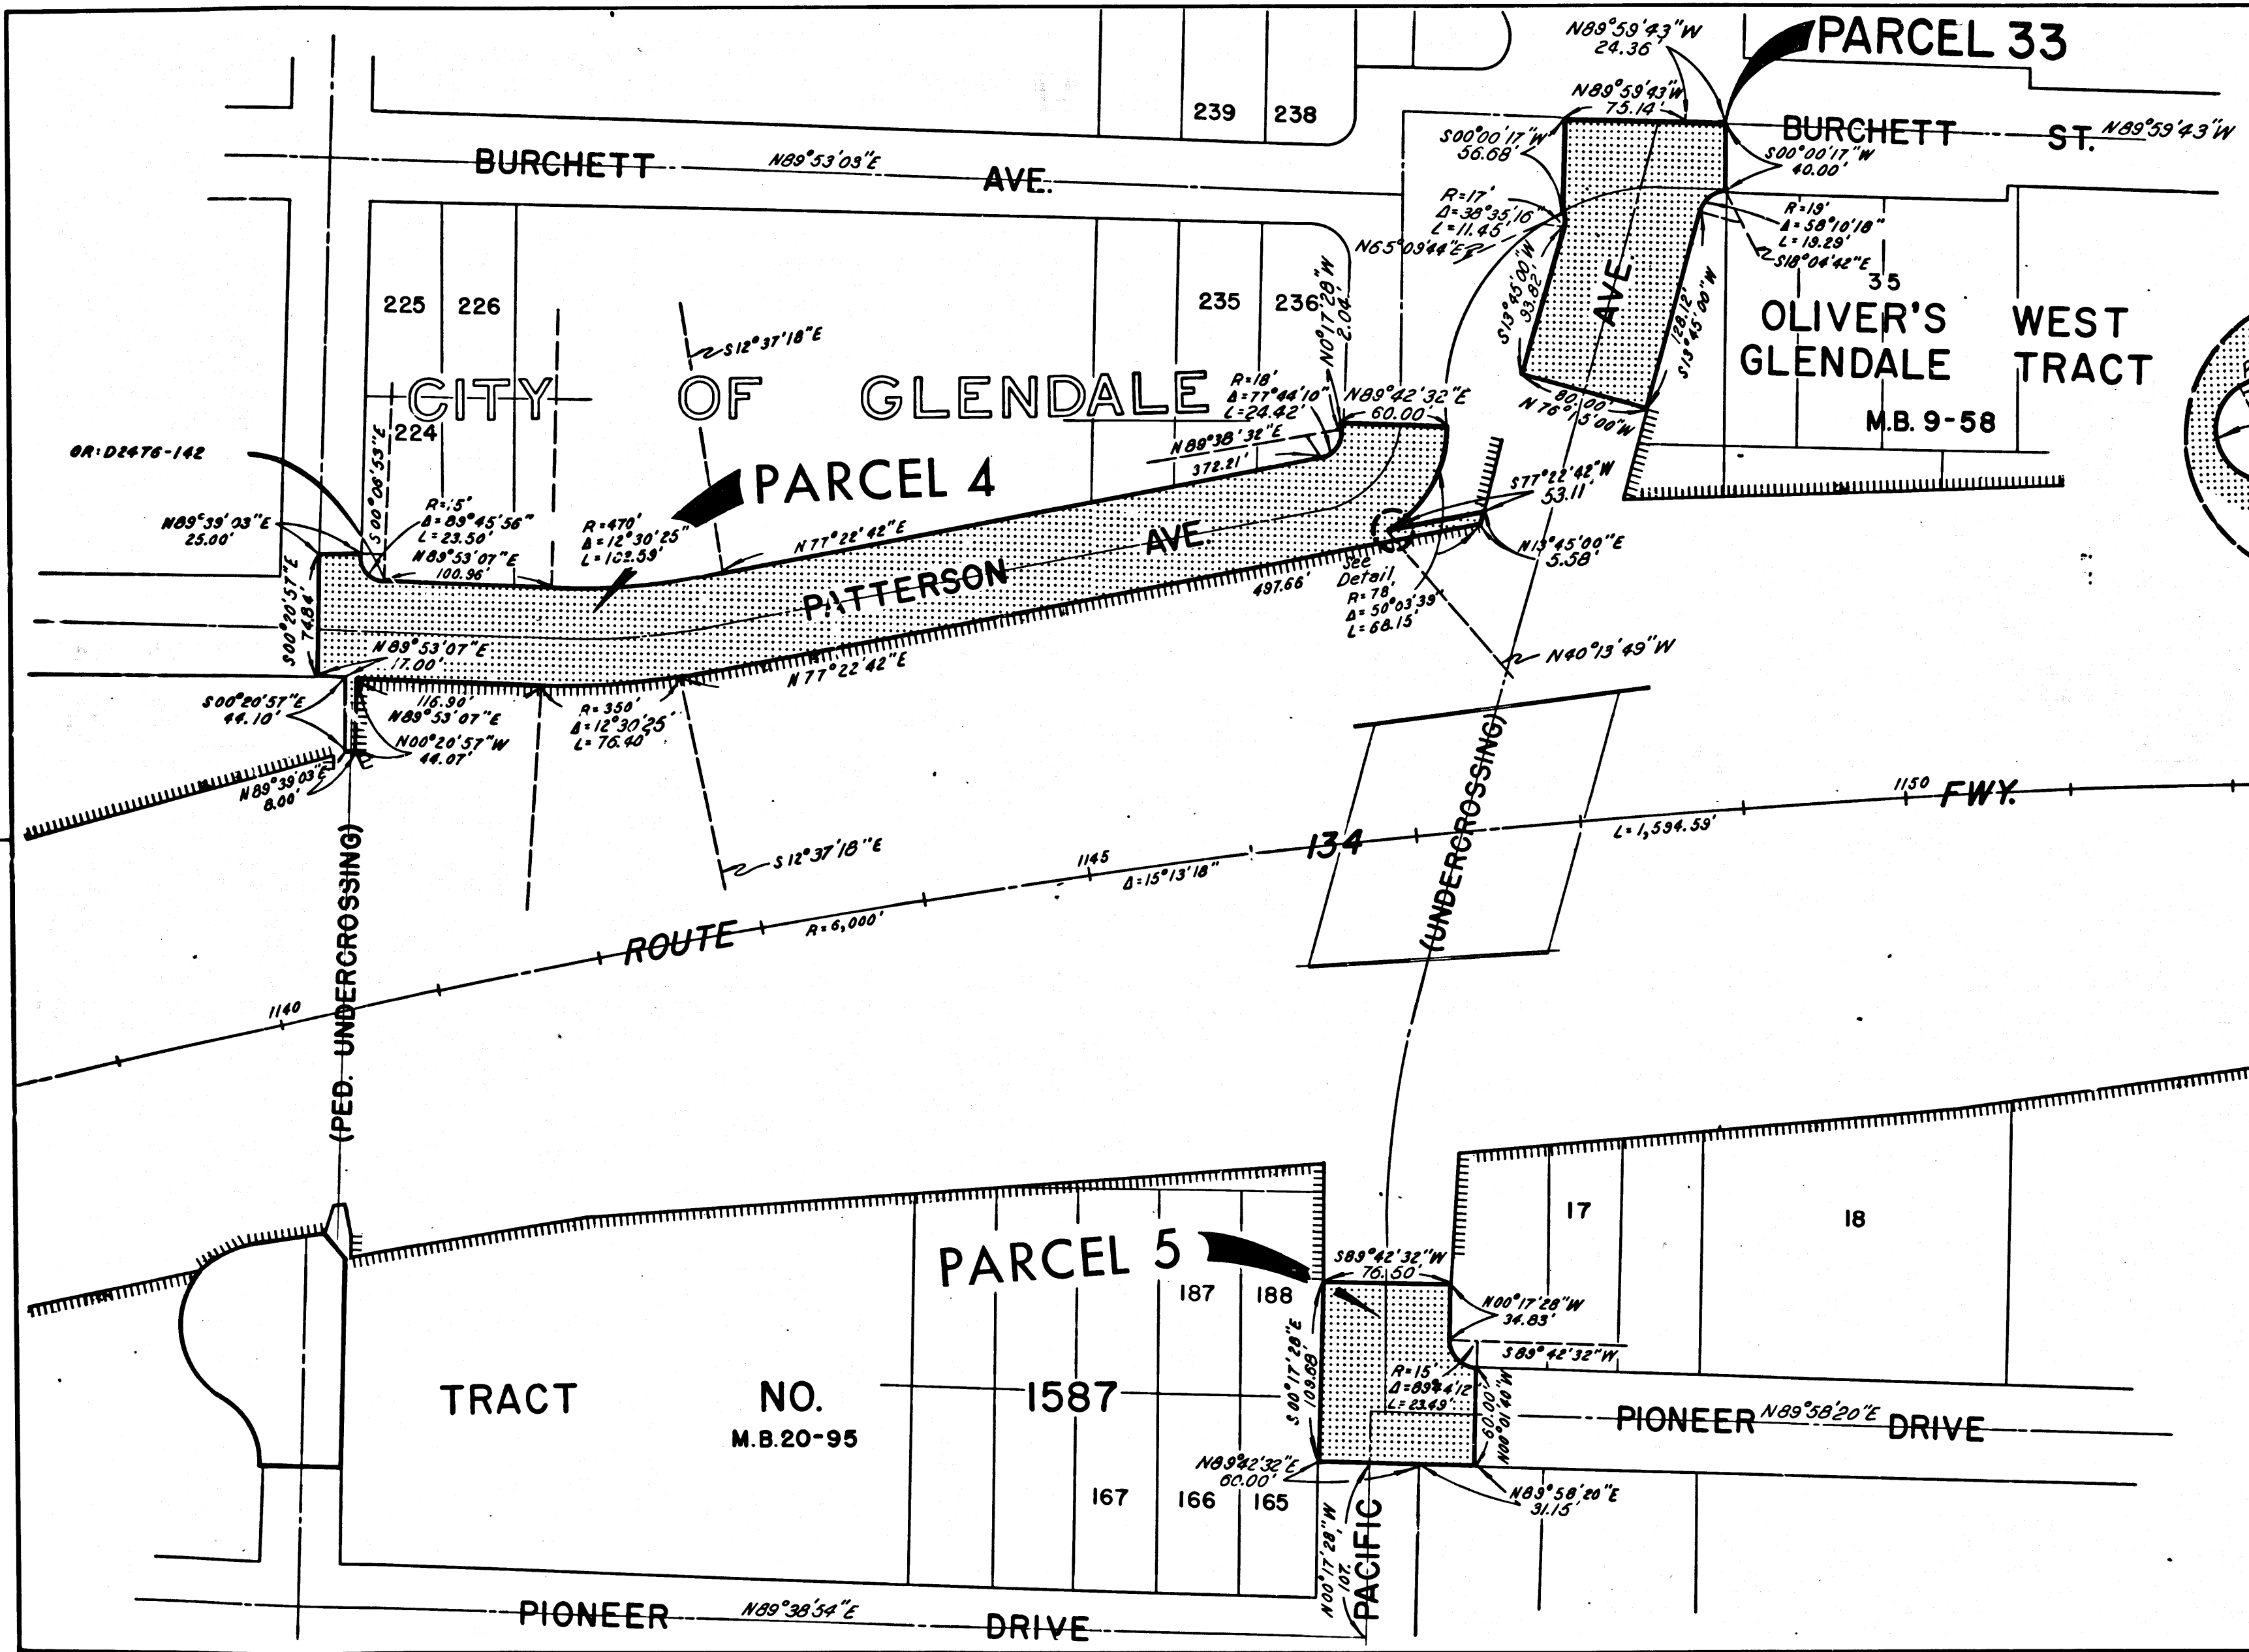 N89°59'43"W
24.36'
PARCEL 33
N89°59'43"W
75.14'
239
238
BURCHETT ST.
N89°59'43"W
S00°00'17"W
56.68'
S00°00'17"W
40.00'
BURCHETT AVE.
N89°53'03"E
R=17'
Δ=38°35'16"
L=11.45'
N65°09'44"E
R=19'
Δ=58°10'18"
L=19.29'
S18°04'42"E
35
225
226
235
236
N0°17'28"W
2.04'
S13°45'00"W
93.82'
AVE.
128.12'
S13°45'00"W
OLIVER'S WEST
GLENDALE TRACT
M.B. 9-58
S12°37'18"E
CITY OF GLENDALE
R=18'
Δ=77°44'10"
L=24.42'
N89°42'32"E
60.00'
80.00'
N76°15'00"W
224
OR: D2476-142
S00°06'53"E
N89°38'32"E
372.21'
PARCEL 4
S77°22'42"W
53.11'
N89°39'03"E
25.00'
Δ=89°45'56"
L=23.50'
N89°53'07"E
100.96'
R=470'
Δ=12°30'25"
L=102.59'
N77°22'42"E
N13°45'00"E
5.58'
S00°20'57"E
74.84'
PATTERSON AVE.
497.66'
See
Detail
R=78'
Δ=50°03'39"
L=68.15'
N89°53'07"E
17.00'
N77°22'42"E
N40°13'49"W
S00°20'57"E
44.10'
116.90'
N89°53'07"E
R=350'
Δ=12°30'25"
L=76.40'
N00°20'57"W
44.07'
N89°39'03"E
8.00'
S12°37'18"E
(PED. UNDERCROSSING)
(UNDERCROSSING)
1140
ROUTE
R=6,000'
1145
Δ=15°13'18"
134
L=1,594.59'
1150
FWY.
PARCEL 5
187
188
S89°42'32"W
76.50'
17
18
N00°17'28"W
34.83'
S89°42'32"W
S00°17'28"E
109.68'
R=15'
Δ=89°44'12"
L=23.49'
60.00'
N00°01'40"W
TRACT NO. 1587
M.B.20-95
PIONEER DRIVE
N89°58'20"E
N89°42'32"E
60.00'
N89°58'20"E
31.15'
167
166
165
N00°17'28"W
107.
PACIFIC
PIONEER DRIVE
N89°38'54"E